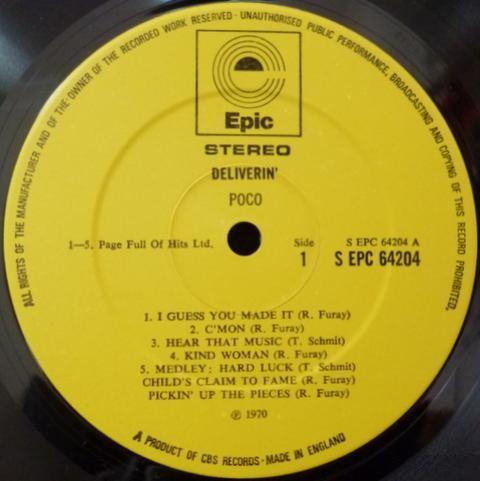 ALL RIGHTS OF THE MANUFACTURER AND OF THE OWNER OF THE RECORDED WORK RESERVED · UNAUTHORISED PUBLIC PERFORMANCE, BROADCASTING AND COPYING OF THIS RECORD PROHIBITED.
Epic
STEREO
DELIVERIN'
POCO
1—5. Page Full Of Hits Ltd.
Side
1
S EPC 64204 A
S EPC 64204
1. I GUESS YOU MADE IT (R. Furay)
2. C'MON (R. Furay)
3. HEAR THAT MUSIC (T. Schmit)
4. KIND WOMAN (R. Furay)
5. MEDLEY: HARD LUCK (T. Schmit)
CHILD'S CLAIM TO FAME (R. Furay)
PICKIN' UP THE PIECES (R. Furay)
℗ 1970
A PRODUCT OF CBS RECORDS · MADE IN ENGLAND